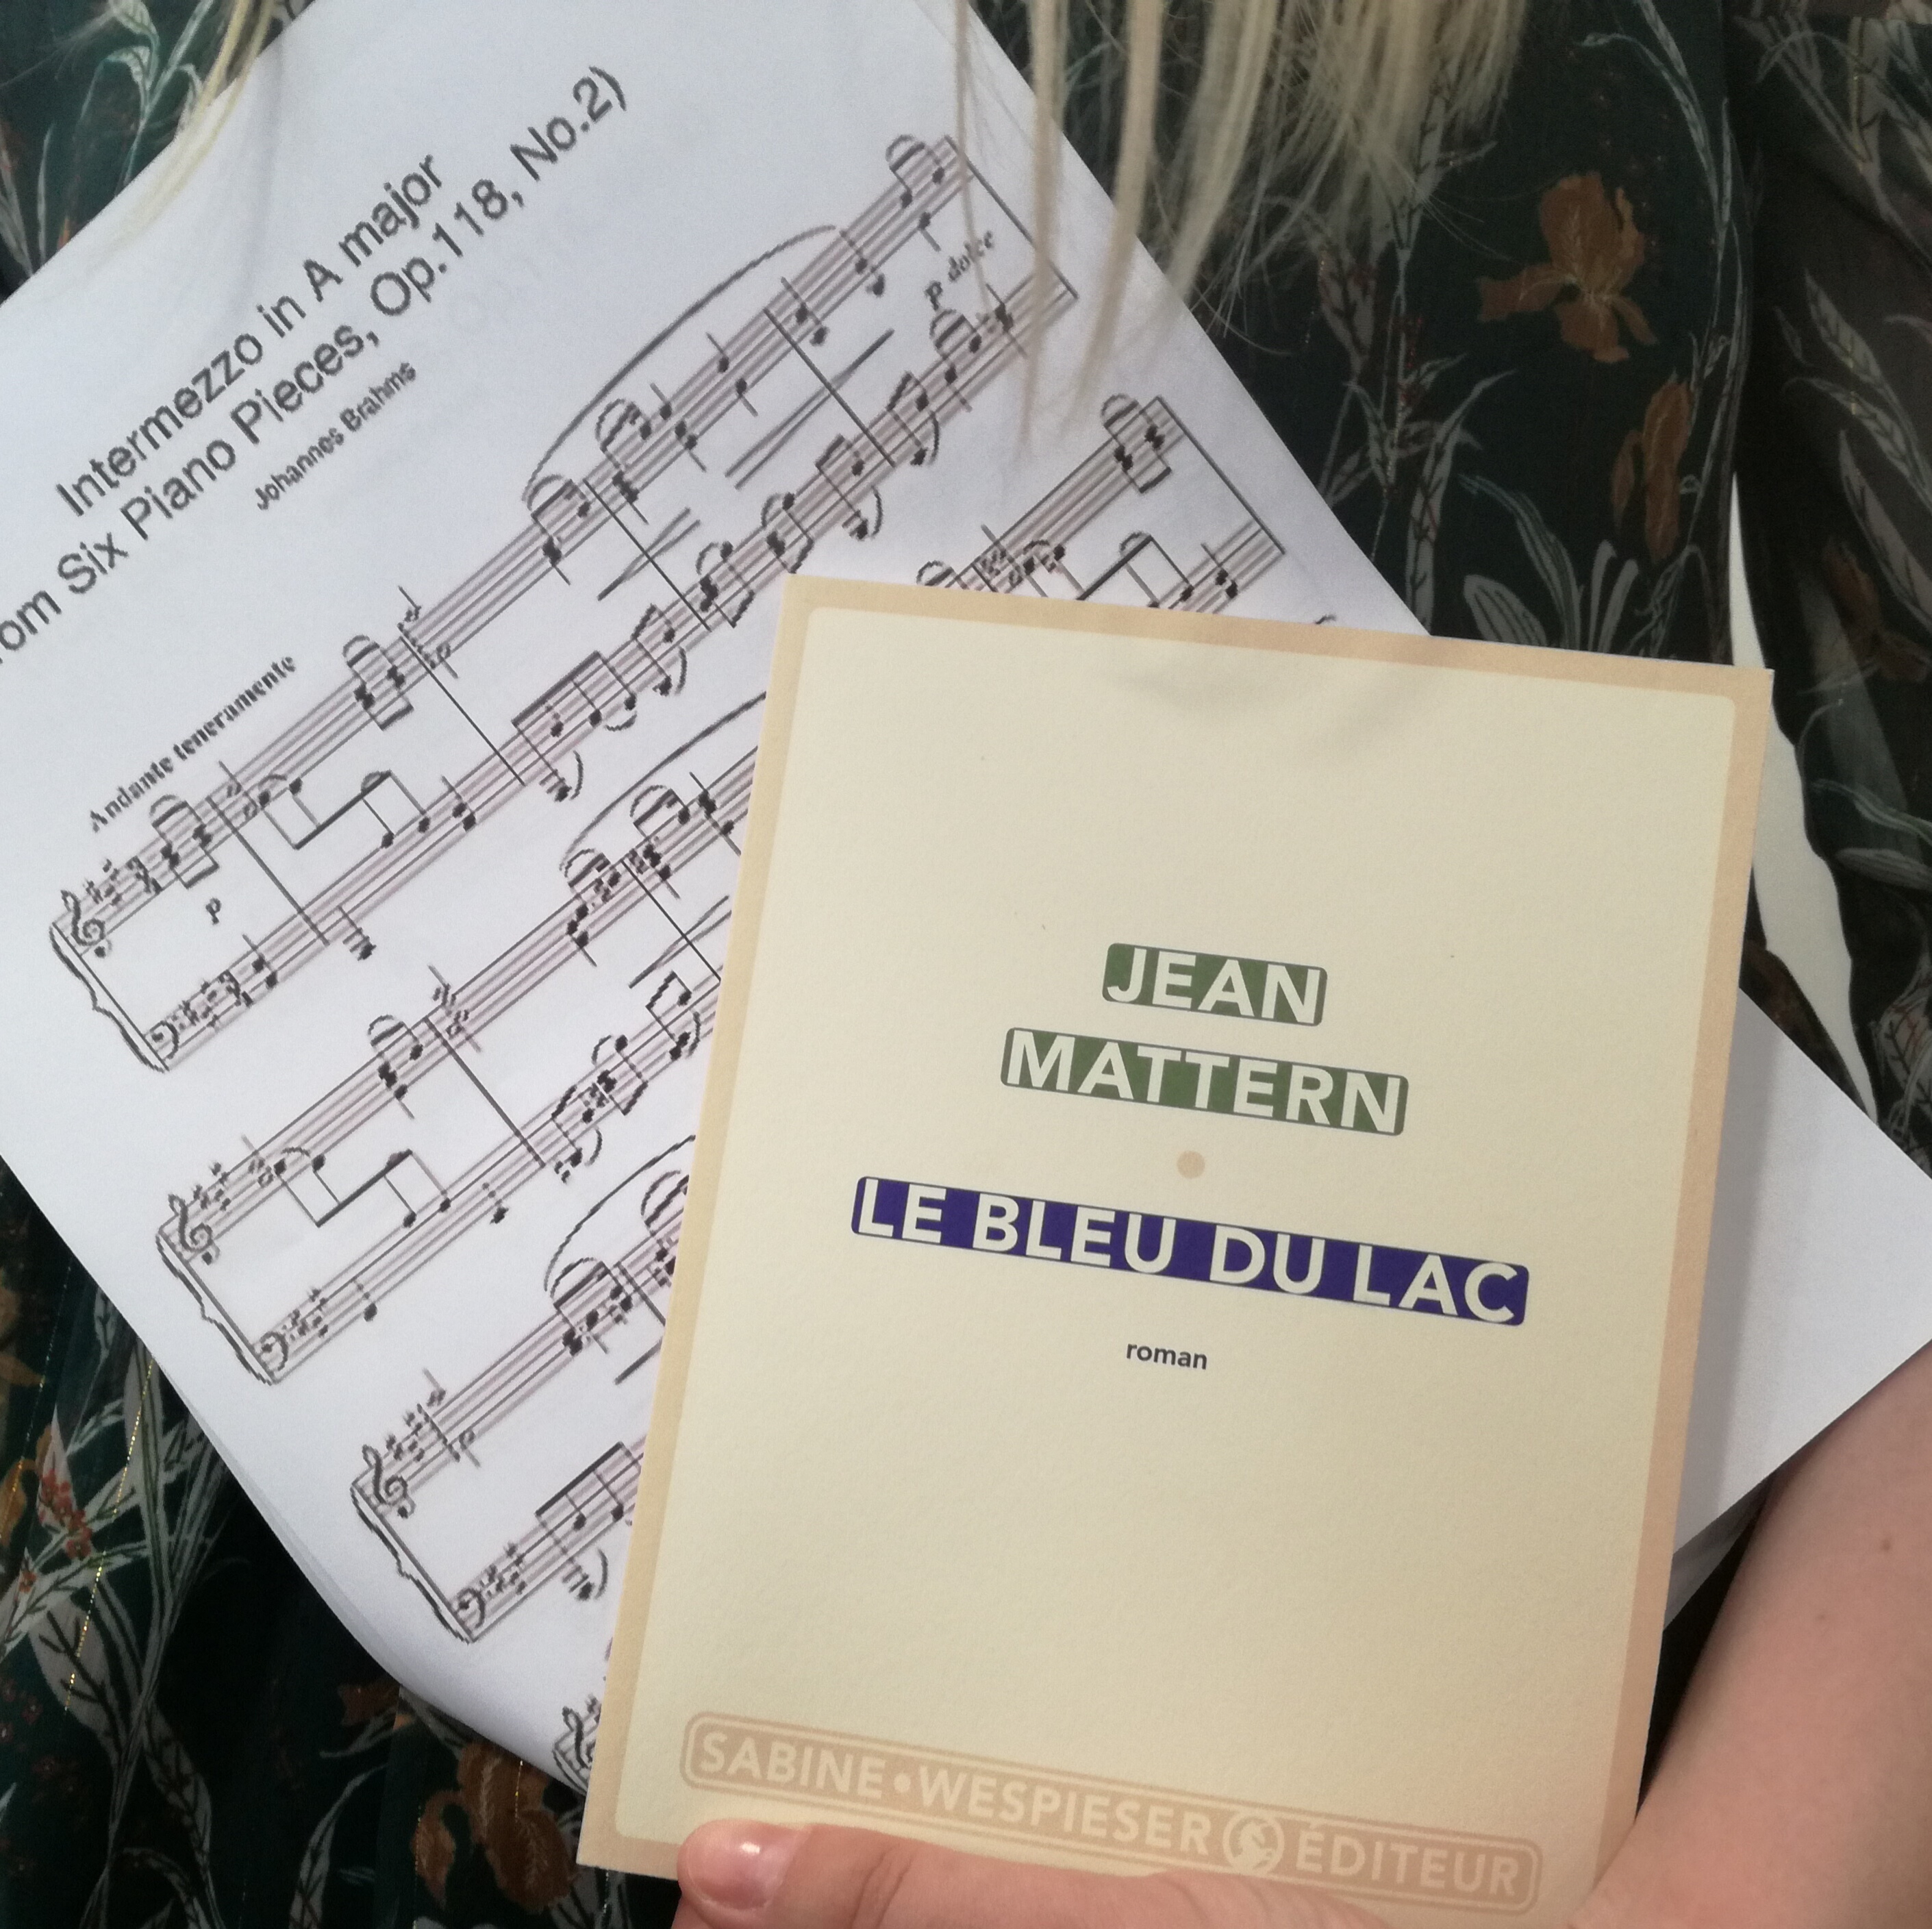 Intermezzo in A major
om Six Piano Pieces, Op.118, No.2)
Johannes Brahms
Andante teneramente
p
p dolce
JEAN
MATTERN
LE BLEU DU LAC
roman
SABINE • WESPIESER ÉDITEUR